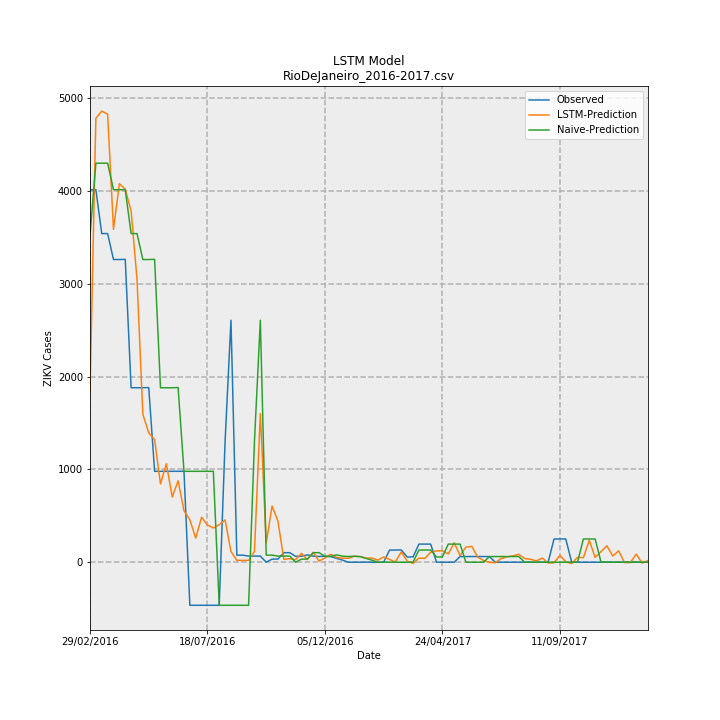 LSTM Model
RioDeJaneiro_2016-2017.csv
Observed
LSTM-Prediction
Naive-Prediction
5000
4000
3000
2000
1000
0
ZIKV Cases
29/02/2016
18/07/2016
05/12/2016
24/04/2017
11/09/2017
Date